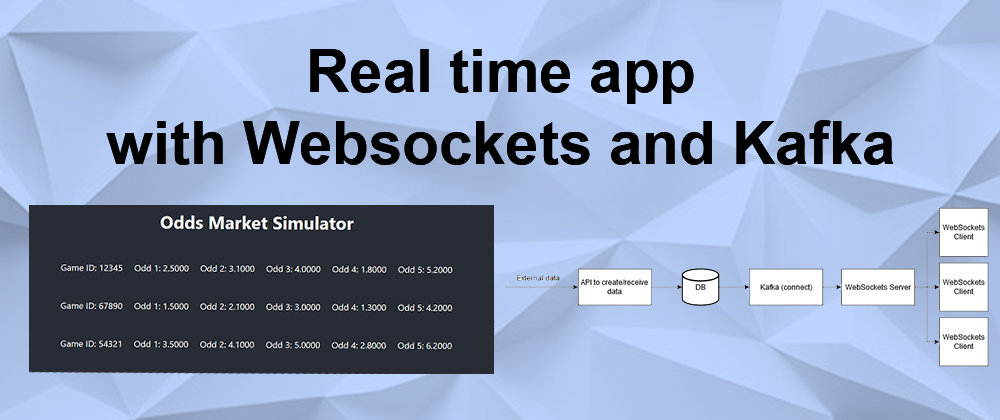 Real time app
with Websockets and Kafka
Odds Market Simulator
Game ID: 12345 Odd 1: 2.5000 Odd 2: 3.1000 Odd 3: 4.0000 Odd 4: 1.8000 Odd 5: 5.2000
Game ID: 67890 Odd 1: 1.5000 Odd 2: 2.1000 Odd 3: 3.0000 Odd 4: 1.3000 Odd 5: 4.2000
Game ID: 54321 Odd 1: 3.5000 Odd 2: 4.1000 Odd 3: 5.0000 Odd 4: 2.8000 Odd 5: 6.2000
External data
API to create/receive
data
DB
Kafka (connect)
WebSockets Server
WebSockets
Client
WebSockets
Client
WebSockets
Client